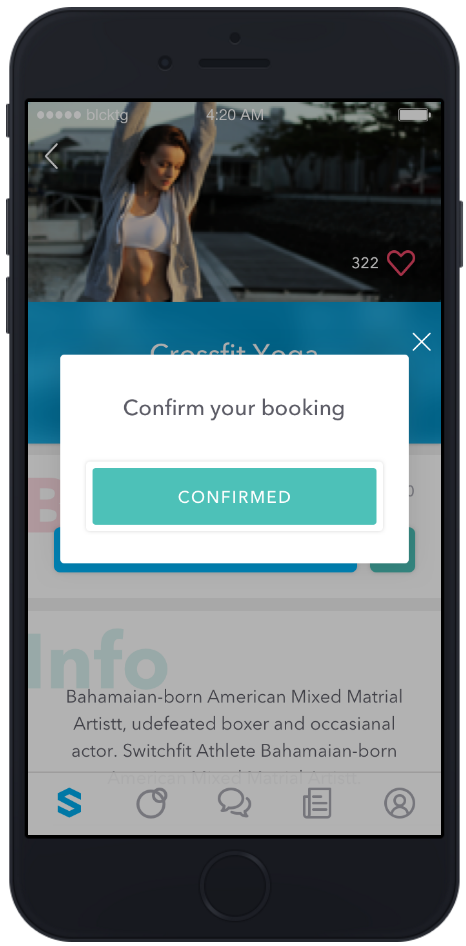 blcktg 4:20 AM
322
Crossfit Yoga
Confirm your booking
CONFIRMED
B
0
Info
Bahamaian-born American Mixed Matrial
Artistt, udefeated boxer and occasianal
actor. Switchfit Athlete Bahamaian-born
American Mixed Matrial Artistt.